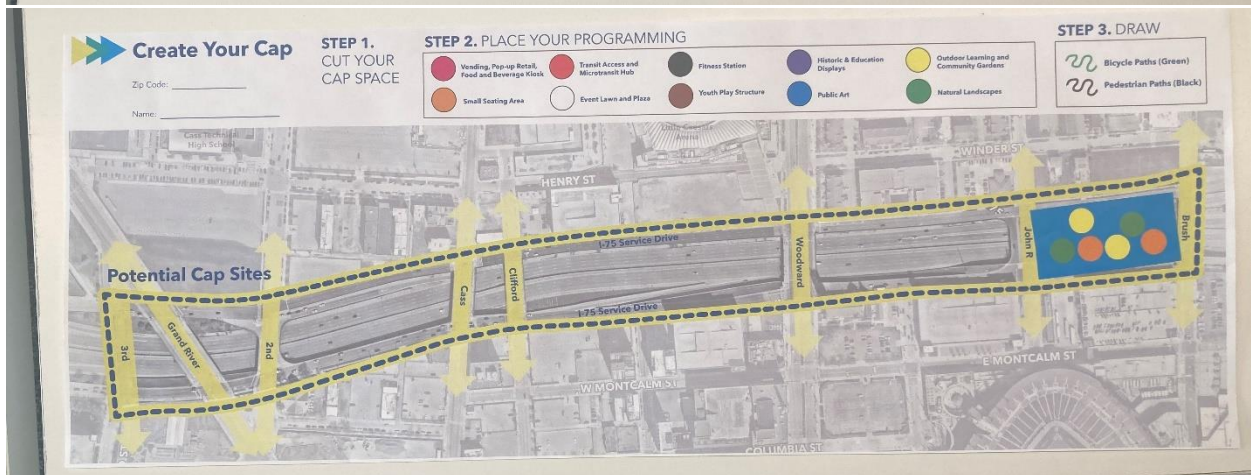 Create Your Cap
Zip Code:
Name:
STEP 1.
CUT YOUR
CAP SPACE
STEP 2. PLACE YOUR PROGRAMMING
Vending, Pop-up Retail,
Food and Beverage Kiosk
Transit Access and
Microtransit Hub
Fitness Station
Historic & Education
Displays
Outdoor Learning and
Community Gardens
Small Seating Area
Event Lawn and Plaza
Youth Play Structure
Public Art
Natural Landscapes
STEP 3. DRAW
Bicycle Paths (Green)
Pedestrian Paths (Black)
Cass Technical
High School
Little Caesars
Arena
WINDER ST
HENRY ST
I-75 Service Drive
Potential Cap Sites
3rd
Grand River
2nd
Cass
Clifford
Woodward
John R
Brush
I-75 Service Drive
W MONTCALM ST
E MONTCALM ST
COLUMBIA ST